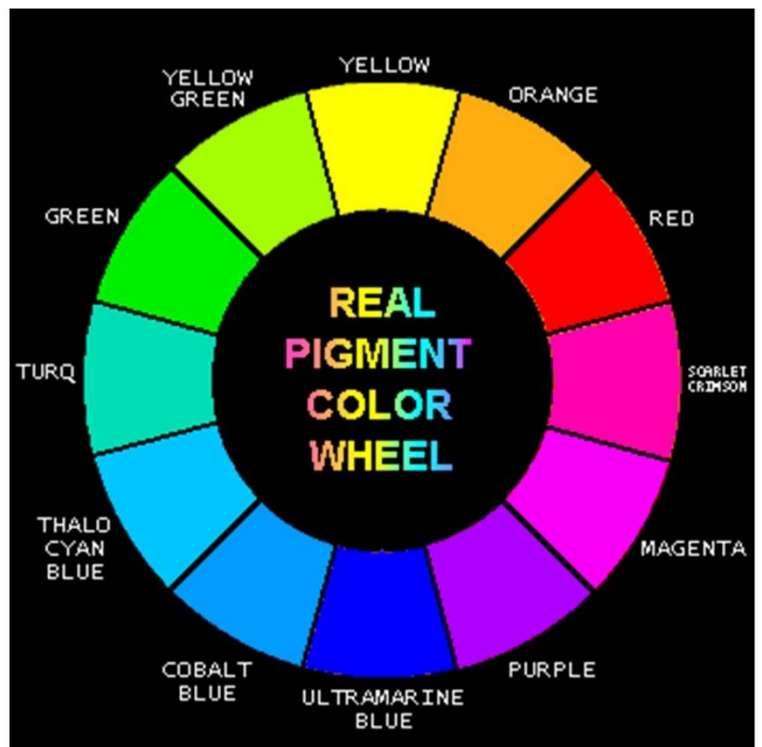 YELLOW
ORANGE
RED
SCARLET
CRIMSON
MAGENTA
PURPLE
ULTRAMARINE
BLUE
COBALT
BLUE
THALO
CYAN
BLUE
TURQ
GREEN
YELLOW
GREEN
REAL
PIGMENT
COLOR
WHEEL